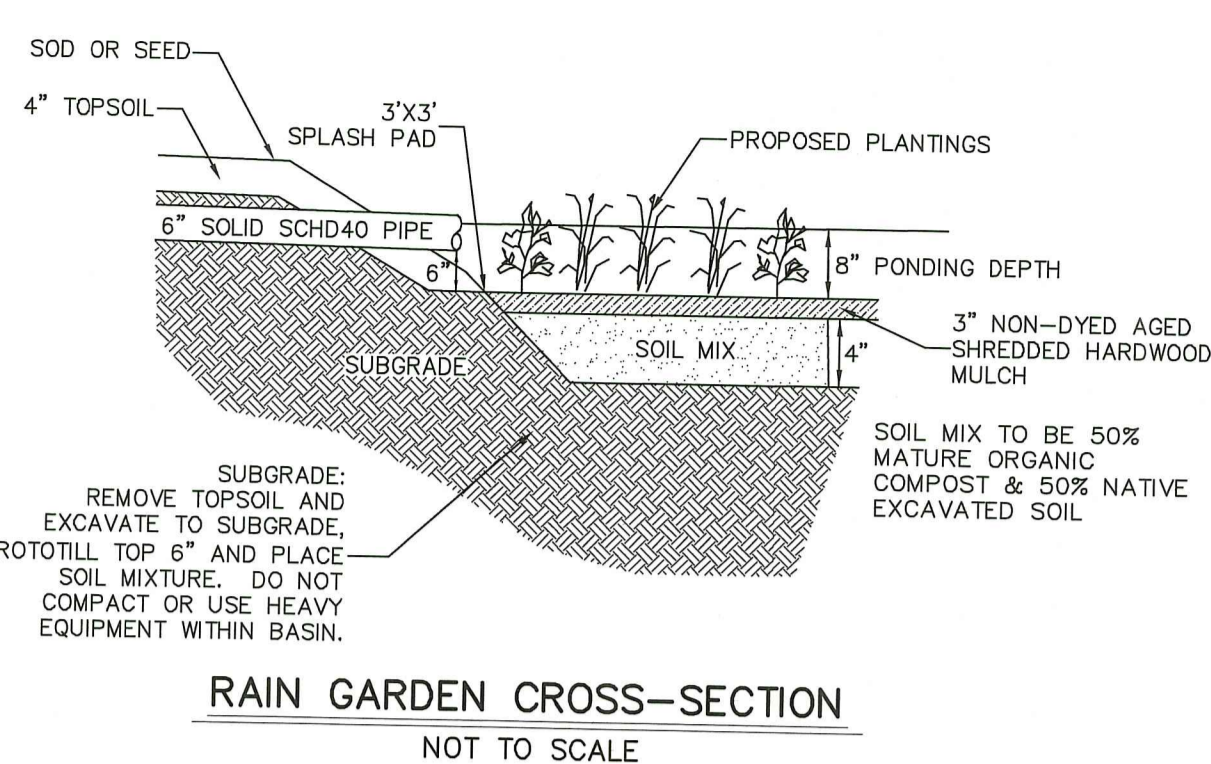 SOD OR SEED
4" TOPSOIL
3'X3'
SPLASH PAD
PROPOSED PLANTINGS
6" SOLID SCHD40 PIPE
6"
8" PONDING DEPTH
3" NON-DYED AGED
SHREDDED HARDWOOD
MULCH
SOIL MIX
4"
SUBGRADE
SOIL MIX TO BE 50%
MATURE ORGANIC
COMPOST & 50% NATIVE
EXCAVATED SOIL
SUBGRADE:
REMOVE TOPSOIL AND
EXCAVATE TO SUBGRADE,
ROTOTILL TOP 6" AND PLACE
SOIL MIXTURE. DO NOT
COMPACT OR USE HEAVY
EQUIPMENT WITHIN BASIN.
RAIN GARDEN CROSS-SECTION
NOT TO SCALE